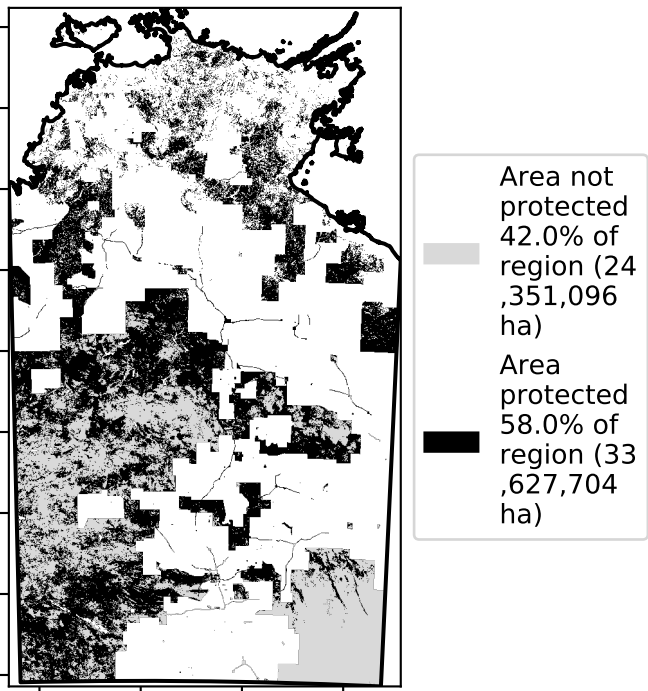 Area not
protected
42.0% of
region (24
,351,096
ha)
Area
protected
58.0% of
region (33
,627,704
ha)